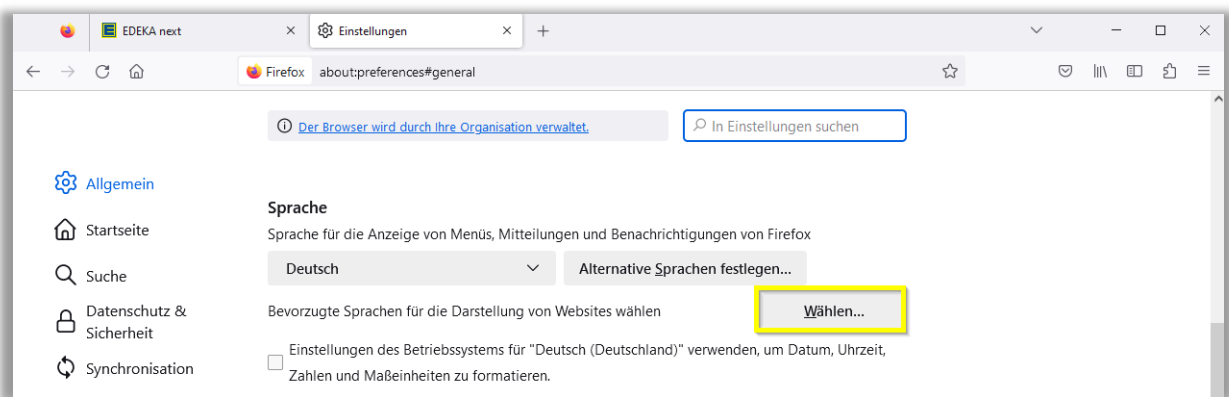 EDEKA next
Einstellungen
Firefox about:preferences#general
Der Browser wird durch Ihre Organisation verwaltet.
In Einstellungen suchen
Allgemein
Startseite
Suche
Datenschutz &
Sicherheit
Synchronisation
Sprache
Sprache für die Anzeige von Menüs, Mitteilungen und Benachrichtigungen von Firefox
Deutsch
Alternative Sprachen festlegen...
Bevorzugte Sprachen für die Darstellung von Websites wählen
Wählen...
Einstellungen des Betriebssystems für "Deutsch (Deutschland)" verwenden, um Datum, Uhrzeit,
Zahlen und Maßeinheiten zu formatieren.